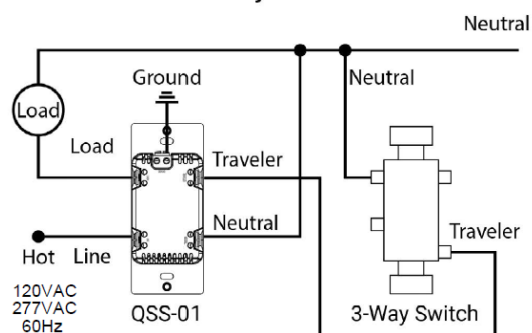 Neutral
Ground
Neutral
Load
Load
Traveler
Neutral
Traveler
Hot
Line
120VAC
277VAC
60Hz
QSS-01
3-Way Switch